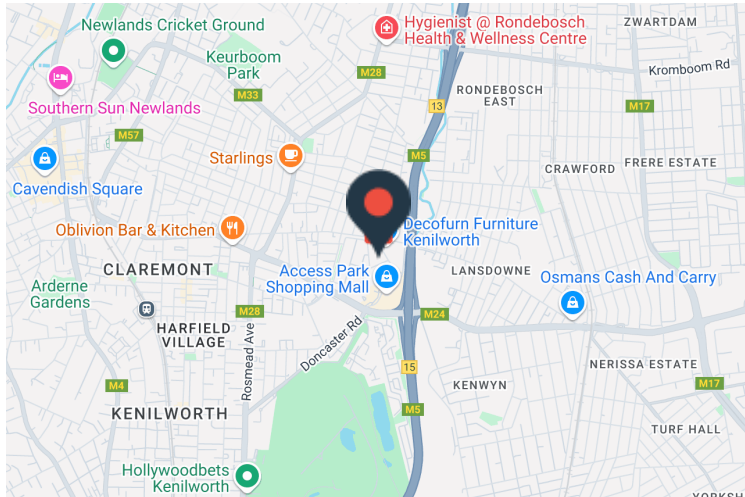 Newlands Cricket Ground
Hygienist @ Rondebosch
Health & Wellness Centre
ZWARTDAM
Keurboom
Park
M28
Kromboom Rd
Southern Sun Newlands
M33
RONDEBOSCH
EAST
13
M17
M57
Starlings
M5
CRAWFORD
FRERE ESTATE
Cavendish Square
Oblivion Bar & Kitchen
Decofurn Furniture
Kenilworth
CLAREMONT
Access Park
Shopping Mall
LANSDOWNE
Osmans Cash And Carry
Arderne
Gardens
M28
M24
HARFIELD
VILLAGE
Rosmead Ave
Doncaster Rd
15
NERISSA ESTATE
M4
KENWYN
M17
KENILWORTH
M5
TURF HALL
Hollywoodbets
Kenilworth